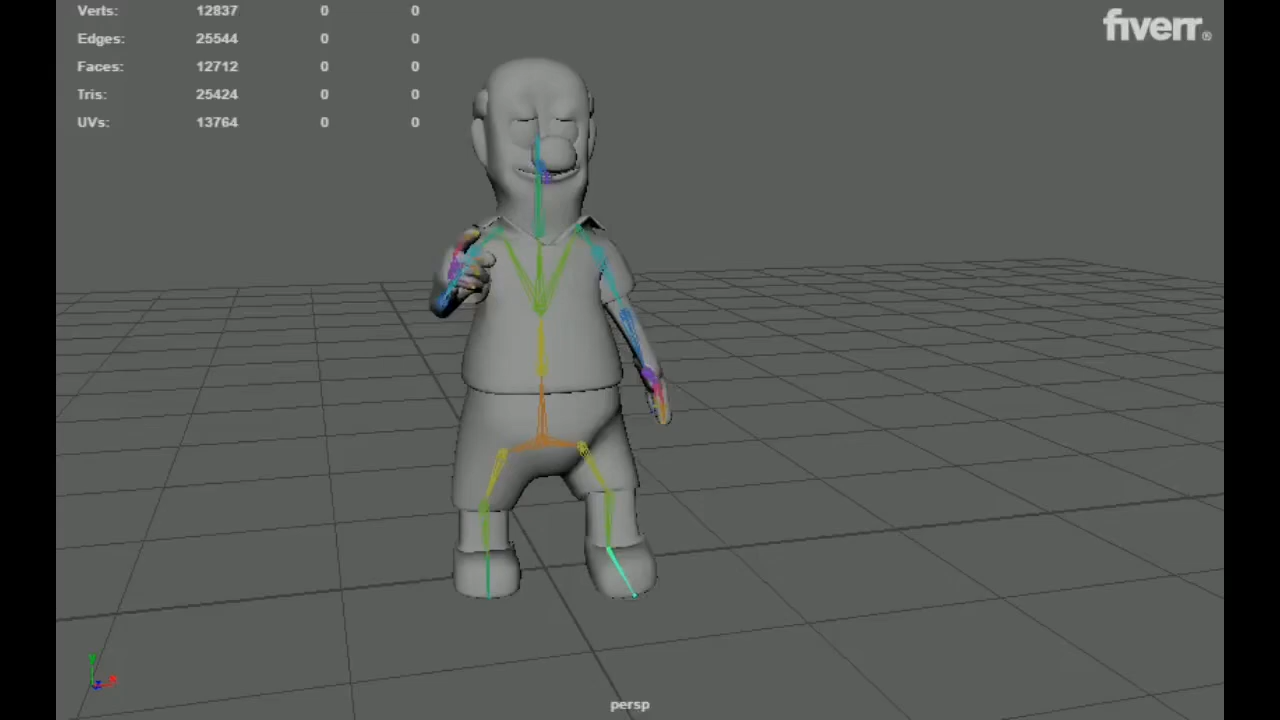 Verts: 12837 0 0
Edges: 25544 0 0
Faces: 12712 0 0
Tris: 25424 0 0
UVs: 13764 0 0
fiverr®
persp